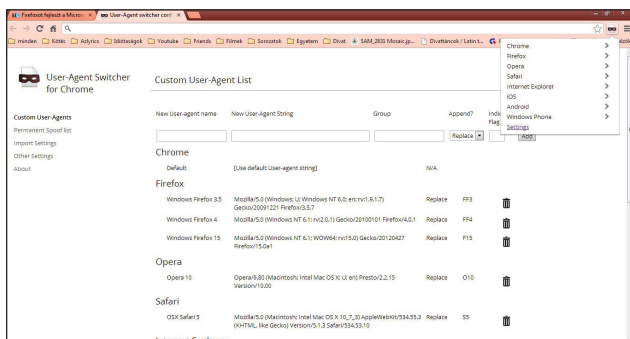 Firefoxot fejleszt a Micros
User-Agent switcher conf
minden Kötés Azlyrics Idiótaságok Youtube Friends Filmek Sorozatok Egyetem Divat SAM_2631 Mosaic.jp... Divattáncok / Latin t...
Chrome
Firefox
Opera
Safari
Internet Explorer
iOS
Android
Windows Phone
Settings
User-Agent Switcher
for Chrome
Custom User-Agents
Permanent Spoof list
Import Settings
Other Settings
About
Custom User-Agent List
New User-agent name New User-Agent String Group Append? Indic
Flag
Replace Add
Chrome
Default [Use default User-agent string] N/A
Firefox
Windows Firefox 3.5 Mozilla/5.0 (Windows; U; Windows NT 6.0; en; rv:1.9.1.7) Replace FF3
Gecko/20091221 Firefox/3.5.7
Windows Firefox 4 Mozilla/5.0 (Windows NT 6.1; rv:2.0.1) Gecko/20100101 Firefox/4.0.1 Replace FF4
Windows Firefox 15 Mozilla/5.0 (Windows NT 6.1; WOW64; rv:15.0) Gecko/20120427 Replace F15
Firefox/15.0a1
Opera
Opera 10 Opera/9.80 (Macintosh; Intel Mac OS X; U; en) Presto/2.2.15 Replace O10
Version/10.00
Safari
OSX Safari 5 Mozilla/5.0 (Macintosh; Intel Mac OS X 10_7_3) AppleWebKit/534.55.3 Replace S5
(KHTML, like Gecko) Version/5.1.3 Safari/534.53.10